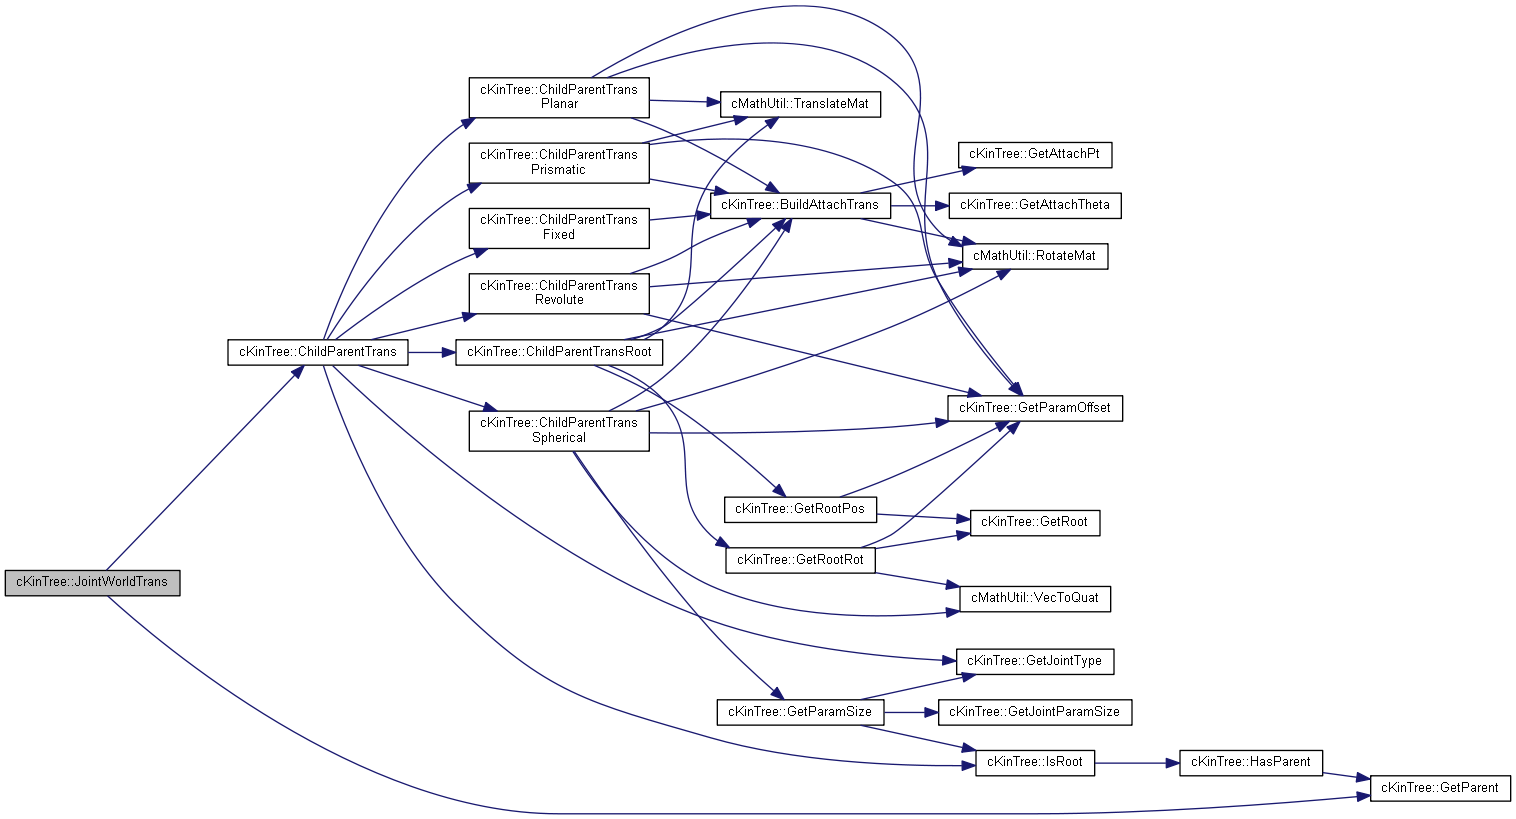 cKinTree::JointWorldTrans
cKinTree::ChildParentTrans
cKinTree::ChildParentTrans
Planar
cKinTree::ChildParentTrans
Prismatic
cKinTree::ChildParentTrans
Fixed
cKinTree::ChildParentTrans
Revolute
cKinTree::ChildParentTransRoot
cKinTree::ChildParentTrans
Spherical
cMathUtil::TranslateMat
cKinTree::BuildAttachTrans
cKinTree::GetRootPos
cKinTree::GetRootRot
cKinTree::GetParamSize
cKinTree::GetAttachPt
cKinTree::GetAttachTheta
cMathUtil::RotateMat
cKinTree::GetParamOffset
cKinTree::GetRoot
cMathUtil::VecToQuat
cKinTree::GetJointType
cKinTree::GetJointParamSize
cKinTree::IsRoot
cKinTree::HasParent
cKinTree::GetParent